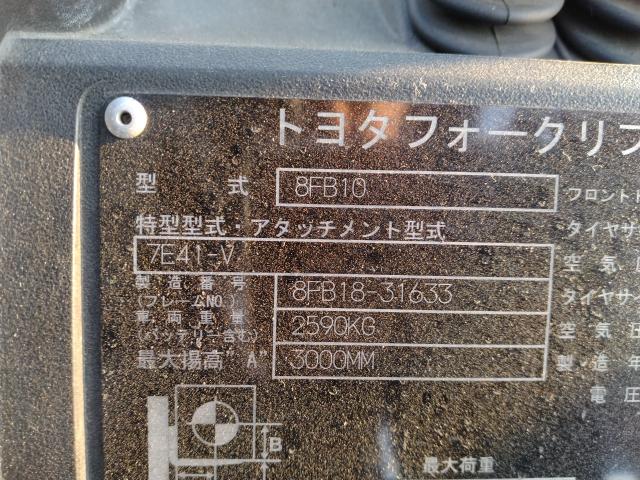 トヨタフォークリフ
型 式 8FB10 フロント
特型型式・アタッチメント型式 タイヤサ
7E41-V 空気
製造番号 8FB18-31633 タイヤサ
(フレームNO.)
車両重量 2590KG 空気圧
(バッテリー含む)
最大揚高"A" 3000MM 製造年
電圧
B
最大荷重